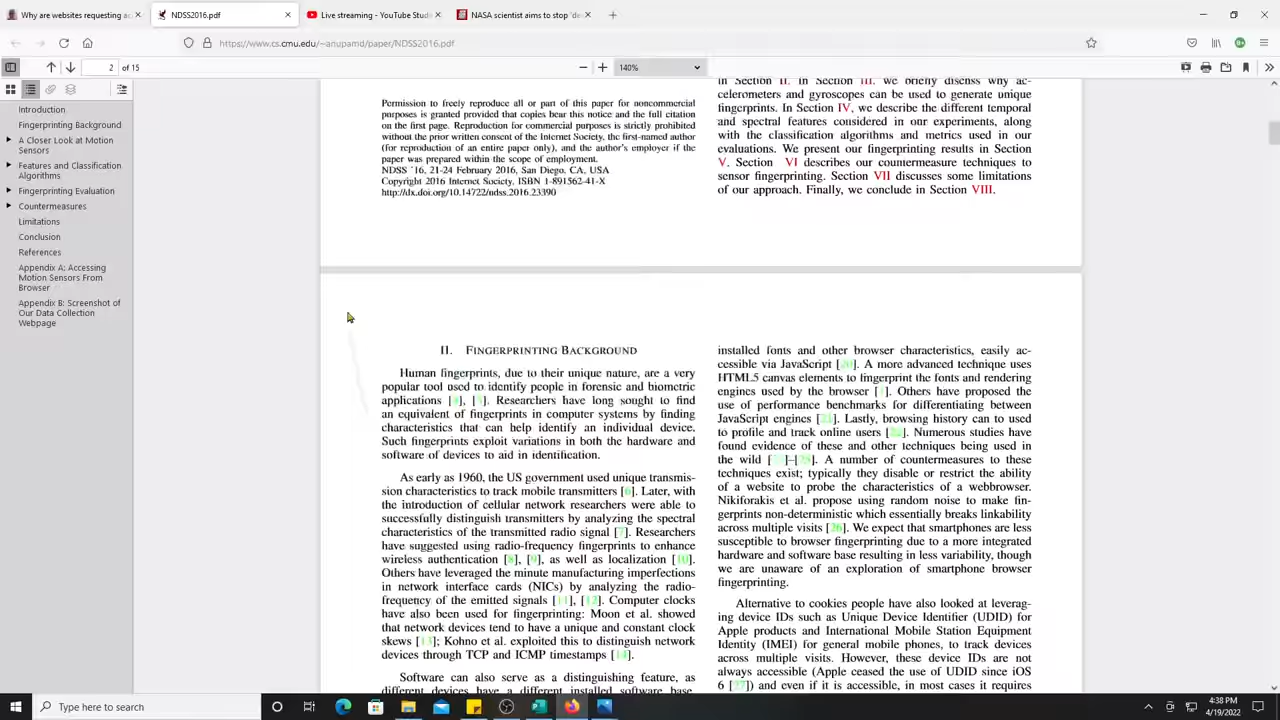 Why are websites requesting ac
NDSS2016.pdf
Live streaming - YouTube Stud
NASA scientist aims to stop 'de
https://www.cs.cmu.edu/~anupamd/paper/NDSS2016.pdf
2 of 15
140%
Introduction
Fingerprinting Background
A Closer Look at Motion
Sensors
Features and Classification
Algorithms
Fingerprinting Evaluation
Countermeasures
Limitations
Conclusion
References
Appendix A: Accessing
Motion Sensors From
Browser
Appendix B: Screenshot of
Our Data Collection
Webpage
Permission to freely reproduce all or part of this paper for noncommercial
purposes is granted provided that copies bear this notice and the full citation
on the first page. Reproduction for commercial purposes is strictly prohibited
without the prior written consent of the Internet Society, the first-named author
(for reproduction of an entire paper only), and the author's employer if the
paper was prepared within the scope of employment.
NDSS '16, 21-24 February 2016, San Diego, CA, USA
Copyright 2016 Internet Society, ISBN 1-891562-41-X
http://dx.doi.org/10.14722/ndss.2016.23390
in Section II. In Section III, we briefly discuss why ac-
celerometers and gyroscopes can be used to generate unique
fingerprints. In Section IV, we describe the different temporal
and spectral features considered in our experiments, along
with the classification algorithms and metrics used in our
evaluations. We present our fingerprinting results in Section
V. Section VI describes our countermeasure techniques to
sensor fingerprinting. Section VII discusses some limitations
of our approach. Finally, we conclude in Section VIII.
II. FINGERPRINTING BACKGROUND
Human fingerprints, due to their unique nature, are a very
popular tool used to identify people in forensic and biometric
applications [4], [5]. Researchers have long sought to find
an equivalent of fingerprints in computer systems by finding
characteristics that can help identify an individual device.
Such fingerprints exploit variations in both the hardware and
software of devices to aid in identification.
As early as 1960, the US government used unique transmis-
sion characteristics to track mobile transmitters [6]. Later, with
the introduction of cellular network researchers were able to
successfully distinguish transmitters by analyzing the spectral
characteristics of the transmitted radio signal [7]. Researchers
have suggested using radio-frequency fingerprints to enhance
wireless authentication [8], [9], as well as localization [10].
Others have leveraged the minute manufacturing imperfections
in network interface cards (NICs) by analyzing the radio-
frequency of the emitted signals [11], [12]. Computer clocks
have also been used for fingerprinting: Moon et al. showed
that network devices tend to have a unique and constant clock
skews [13]; Kohno et al. exploited this to distinguish network
devices through TCP and ICMP timestamps [14].
Software can also serve as a distinguishing feature, as
different devices have a different installed software base.
installed fonts and other browser characteristics, easily ac-
cessible via JavaScript [20]. A more advanced technique uses
HTML5 canvas elements to fingerprint the fonts and rendering
engines used by the browser [ ]. Others have proposed the
use of performance benchmarks for differentiating between
JavaScript engines [21]. Lastly, browsing history can to used
to profile and track online users [22]. Numerous studies have
found evidence of these and other techniques being used in
the wild [ ]–[ ]. A number of countermeasures to these
techniques exist; typically they disable or restrict the ability
of a website to probe the characteristics of a webbrowser.
Nikiforakis et al. propose using random noise to make fin-
gerprints non-deterministic which essentially breaks linkability
across multiple visits [26]. We expect that smartphones are less
susceptible to browser fingerprinting due to a more integrated
hardware and software base resulting in less variability, though
we are unaware of an exploration of smartphone browser
fingerprinting.
Alternative to cookies people have also looked at leverag-
ing device IDs such as Unique Device Identifier (UDID) for
Apple products and International Mobile Station Equipment
Identity (IMEI) for general mobile phones, to track devices
across multiple visits. However, these device IDs are not
always accessible (Apple ceased the use of UDID since iOS
6 [27]) and even if it is accessible, in most cases it requires
Type here to search
4:38 PM
4/19/2022